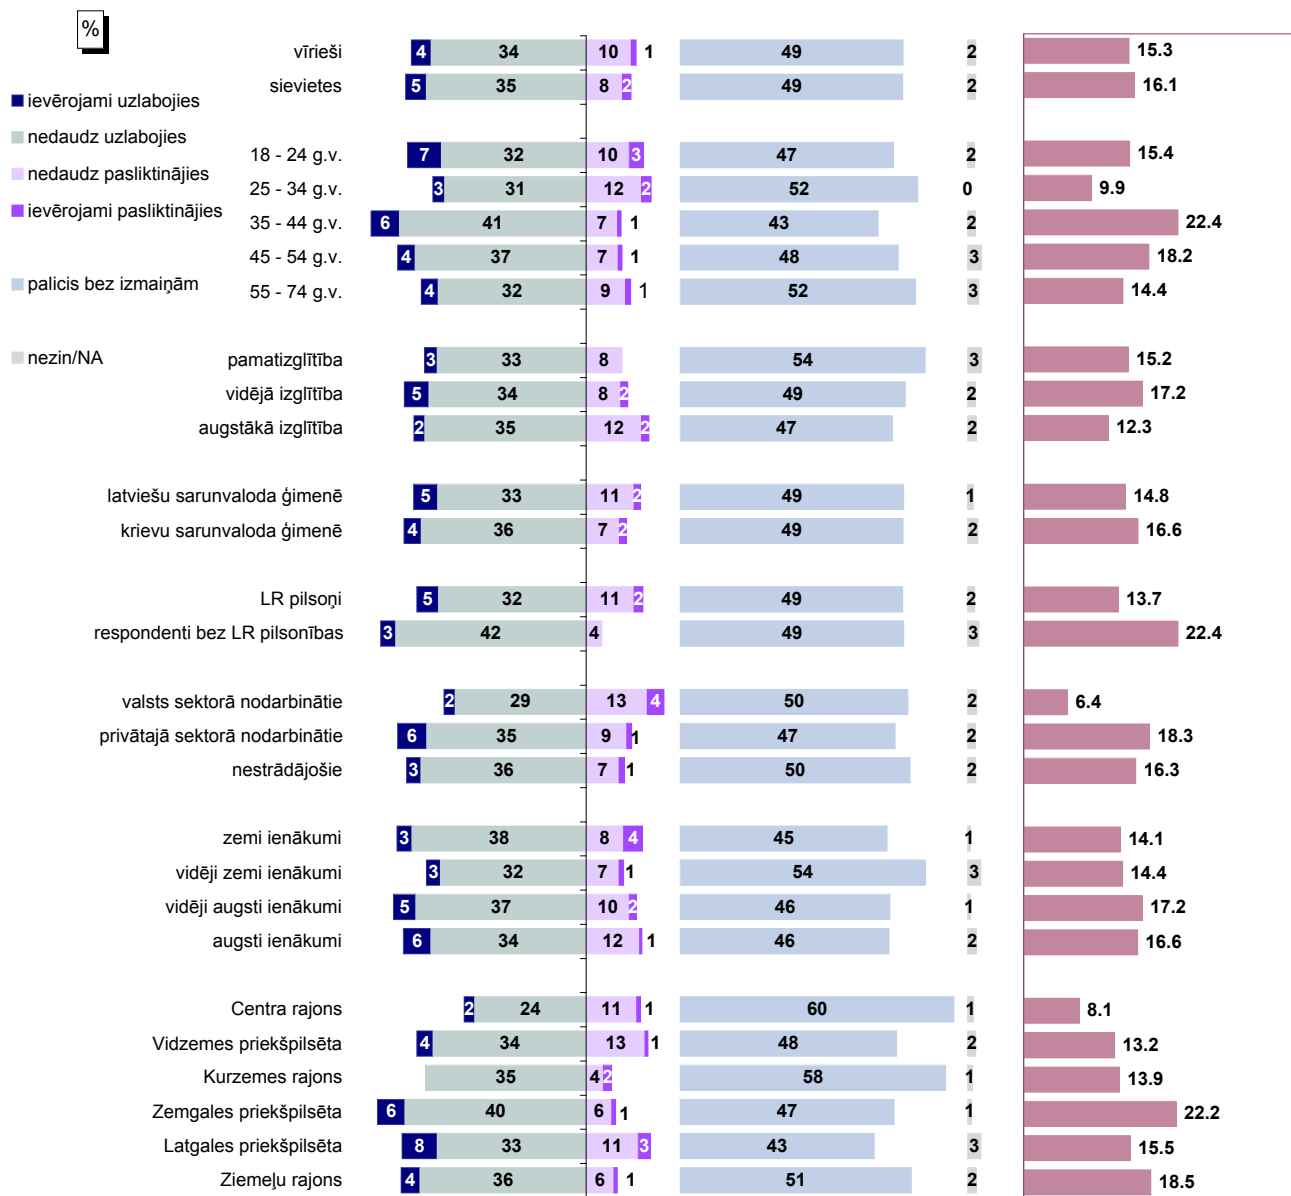 %
ievērojami uzlabojies
nedaudz uzlabojies
nedaudz pasliktinājies
ievērojami pasliktinājies
palicis bez izmaiņām
nezin/NA
vīrieši 4 34 10 1 49 2 15.3
sievietes 5 35 8 2 49 2 16.1
18 - 24 g.v. 7 32 10 3 47 2 15.4
25 - 34 g.v. 3 31 12 2 52 0 9.9
35 - 44 g.v. 6 41 7 1 43 2 22.4
45 - 54 g.v. 4 37 7 1 48 3 18.2
55 - 74 g.v. 4 32 9 1 52 3 14.4
pamatizglītība 3 33 8 54 3 15.2
vidējā izglītība 5 34 8 2 49 2 17.2
augstākā izglītība 2 35 12 2 47 2 12.3
latviešu sarunvaloda ģimenē 5 33 11 2 49 1 14.8
krievu sarunvaloda ģimenē 4 36 7 2 49 2 16.6
LR pilsoņi 5 32 11 2 49 2 13.7
respondenti bez LR pilsonības 3 42 4 49 3 22.4
valsts sektorā nodarbinātie 2 29 13 4 50 2 6.4
privātajā sektorā nodarbinātie 6 35 9 1 47 2 18.3
nestrādājošie 3 36 7 1 50 2 16.3
zemi ienākumi 3 38 8 4 45 1 14.1
vidēji zemi ienākumi 3 32 7 1 54 3 14.4
vidēji augsti ienākumi 5 37 10 2 46 1 17.2
augsti ienākumi 6 34 12 1 46 2 16.6
Centra rajons 2 24 11 1 60 1 8.1
Vidzemes priekšpilsēta 4 34 13 1 48 2 13.2
Kurzemes rajons 35 4 2 58 1 13.9
Zemgales priekšpilsēta 6 40 6 1 47 1 22.2
Latgales priekšpilsēta 8 33 11 3 43 3 15.5
Ziemeļu rajons 4 36 6 1 51 2 18.5